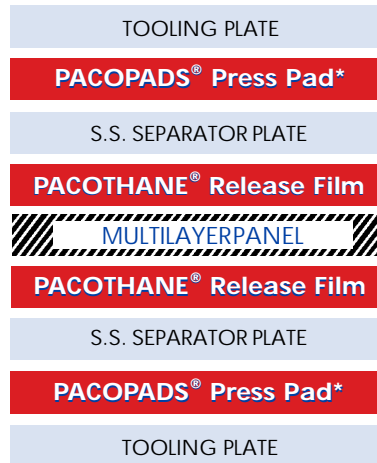 TOOLING PLATE
PACOPADS® Press Pad*
S.S. SEPARATOR PLATE
PACOTHANE® Release Film
MULTILAYERPANEL
PACOTHANE® Release Film
S.S. SEPARATOR PLATE
PACOPADS® Press Pad*
TOOLING PLATE